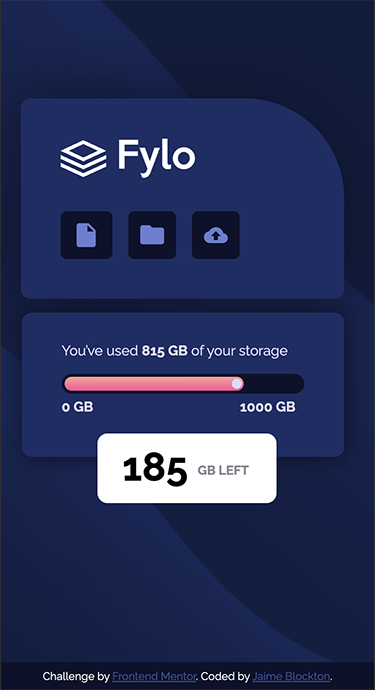 Fylo
You've used 815 GB of your storage
0 GB 1000 GB
185 GB LEFT
Challenge by Frontend Mentor. Coded by Jaime Blockton.